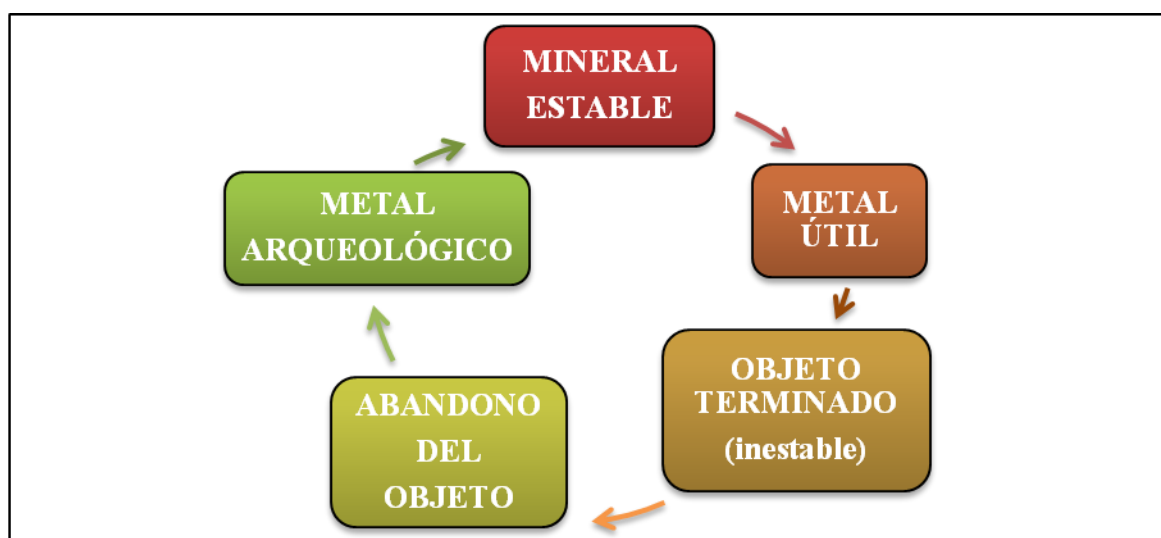 MINERAL
ESTABLE
METAL
ÚTIL
OBJETO
TERMINADO
(inestable)
ABANDONO
DEL
OBJETO
METAL
ARQUEOLÓGICO